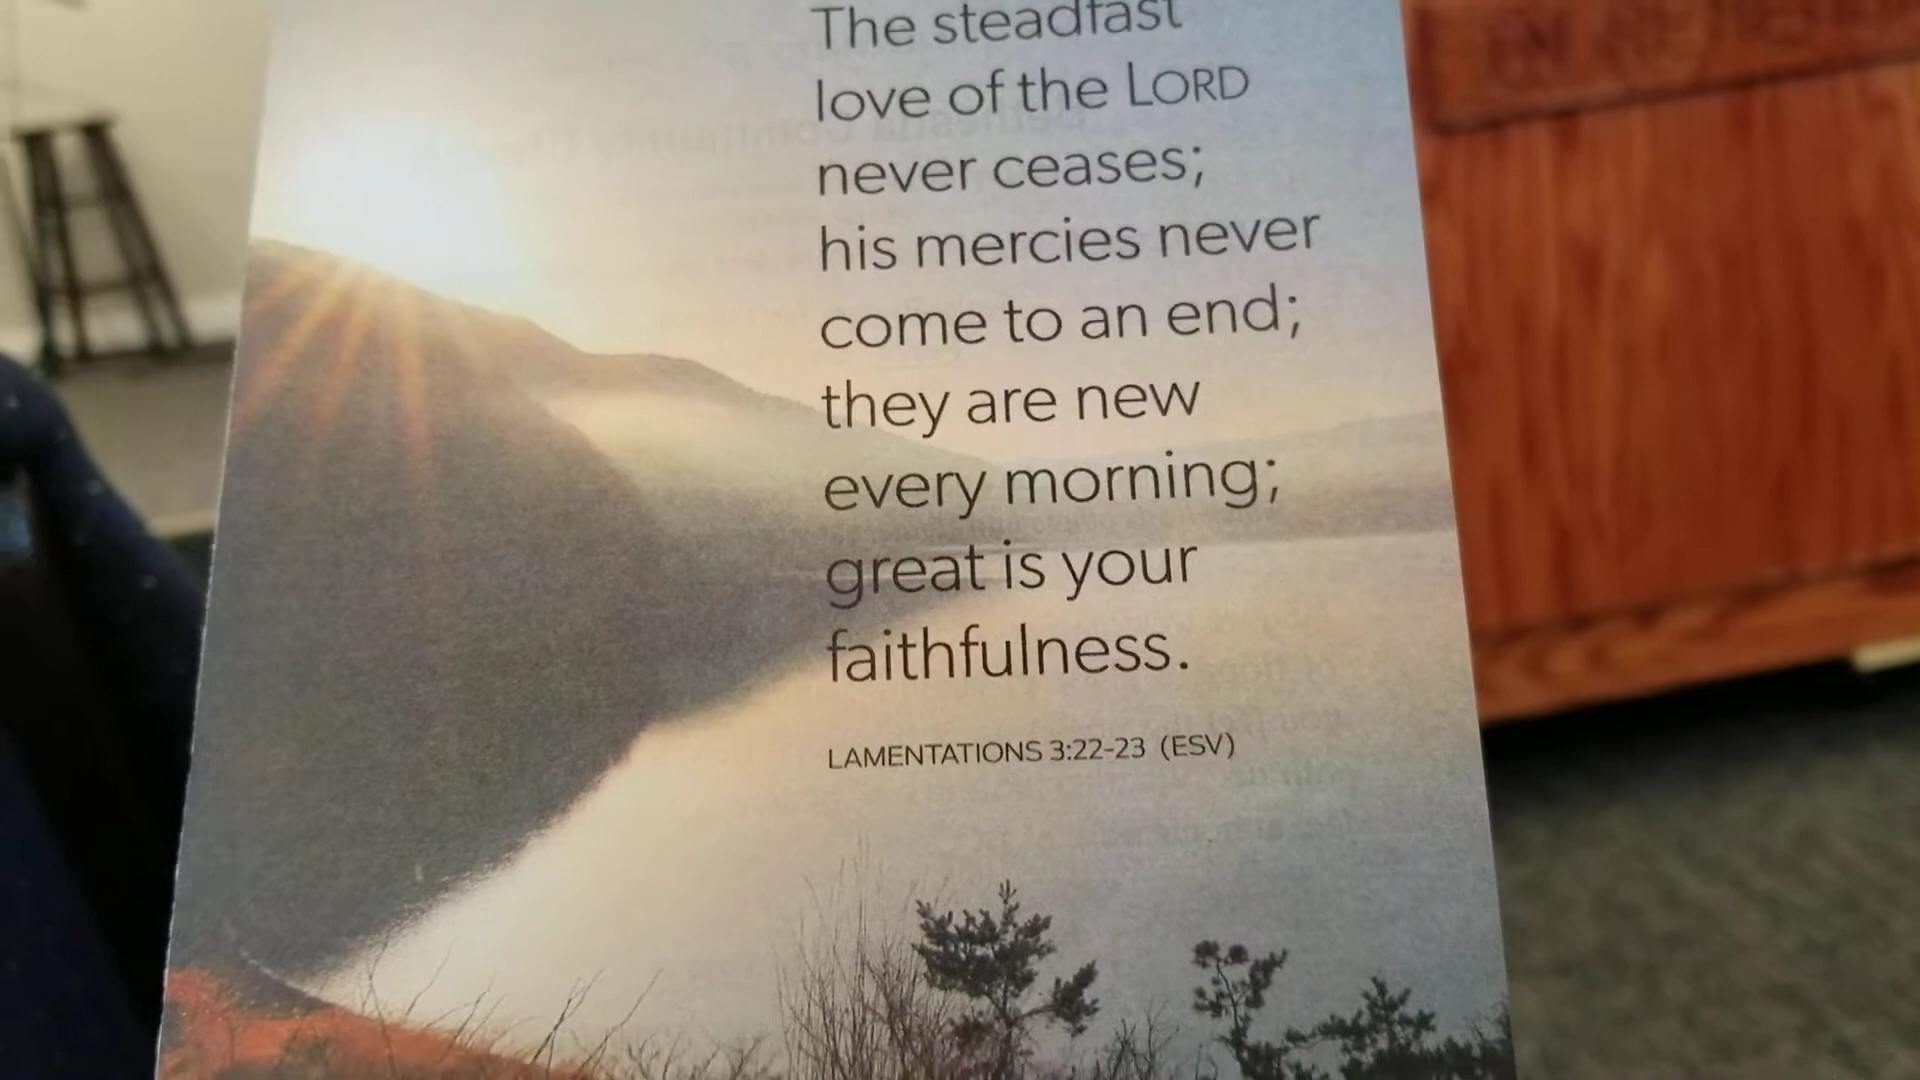 The steadfast
love of the LORD
never ceases;
his mercies never
come to an end;
they are new
every morning;
great is your
faithfulness.
LAMENTATIONS 3:22-23 (ESV)